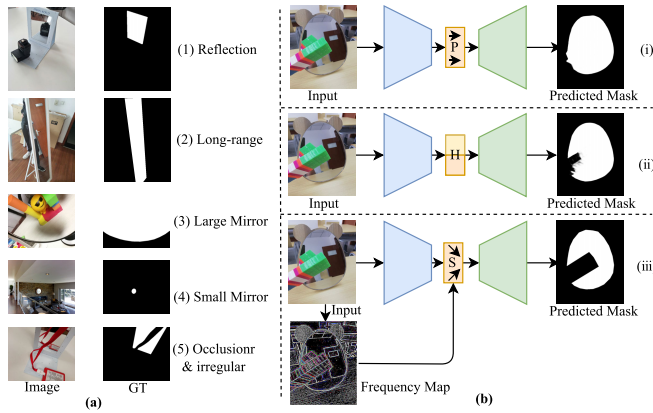 (1) Reflection
(2) Long-range
(3) Large Mirror
(4) Small Mirror
(5) Occlusionr
& irregular
Image
GT
(a)
P
(i)
Input
Predicted Mask
H
(ii)
Input
Predicted Mask
S
(iii
Input
Predicted Mask
Frequency Map
(b)